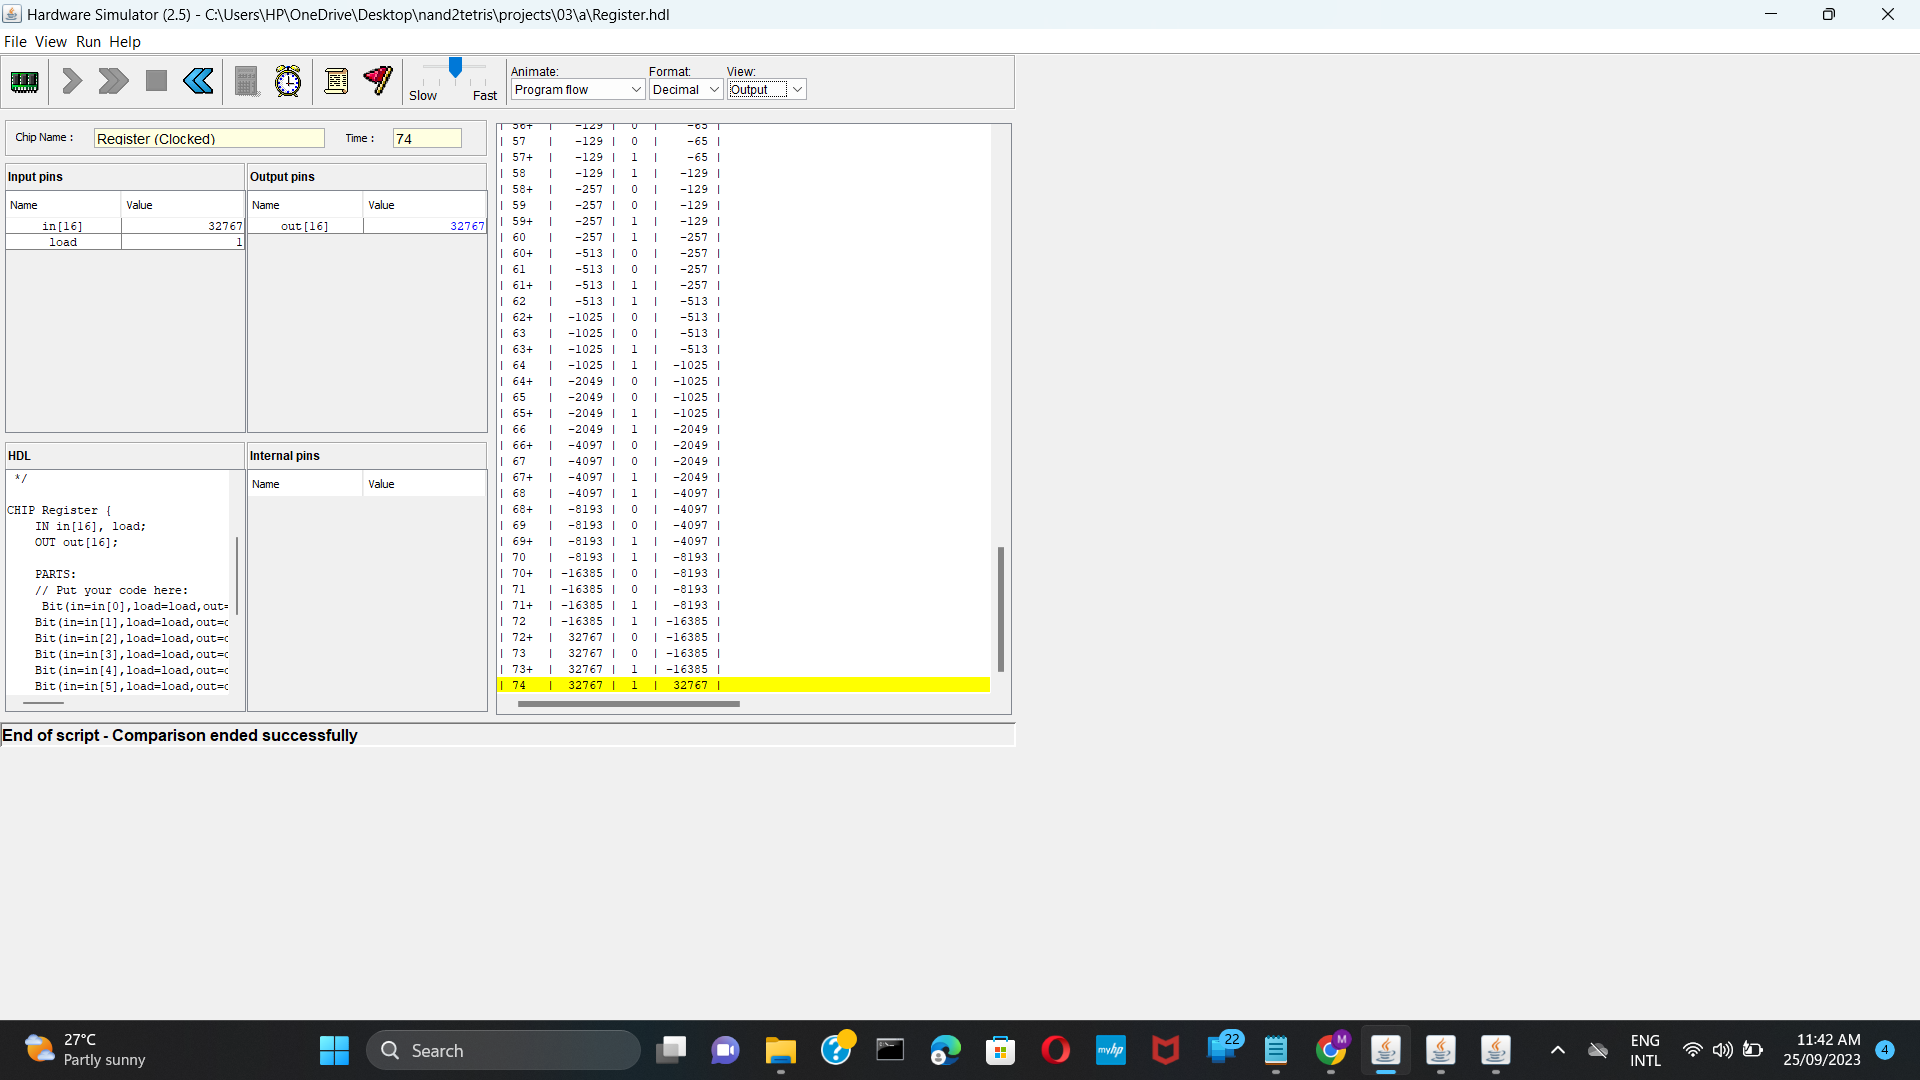 Hardware Simulator (2.5) - C:\Users\HP\OneDrive\Desktop\nand2tetris\projects\03\a\Register.hdl
File View Run Help
Slow Fast
Animate:
Program flow
Format:
Decimal
View:
Output
Chip Name :
Register (Clocked)
Time :
74
Input pins
Name Value
in[16] 32767
load 1
Output pins
Name Value
out[16] 32767
HDL
*/
CHIP Register {
IN in[16], load;
OUT out[16];
PARTS:
// Put your code here:
Bit(in=in[0],load=load,out=
Bit(in=in[1],load=load,out=
Bit(in=in[2],load=load,out=
Bit(in=in[3],load=load,out=
Bit(in=in[4],load=load,out=
Bit(in=in[5],load=load,out=
Internal pins
Name Value
| 56+ | -129 | 0 | -65 |
| 57 | -129 | 0 | -65 |
| 57+ | -129 | 1 | -65 |
| 58 | -129 | 1 | -129 |
| 58+ | -257 | 0 | -129 |
| 59 | -257 | 0 | -129 |
| 59+ | -257 | 1 | -129 |
| 60 | -257 | 1 | -257 |
| 60+ | -513 | 0 | -257 |
| 61 | -513 | 0 | -257 |
| 61+ | -513 | 1 | -257 |
| 62 | -513 | 1 | -513 |
| 62+ | -1025 | 0 | -513 |
| 63 | -1025 | 0 | -513 |
| 63+ | -1025 | 1 | -513 |
| 64 | -1025 | 1 | -1025 |
| 64+ | -2049 | 0 | -1025 |
| 65 | -2049 | 0 | -1025 |
| 65+ | -2049 | 1 | -1025 |
| 66 | -2049 | 1 | -2049 |
| 66+ | -4097 | 0 | -2049 |
| 67 | -4097 | 0 | -2049 |
| 67+ | -4097 | 1 | -2049 |
| 68 | -4097 | 1 | -4097 |
| 68+ | -8193 | 0 | -4097 |
| 69 | -8193 | 0 | -4097 |
| 69+ | -8193 | 1 | -4097 |
| 70 | -8193 | 1 | -8193 |
| 70+ | -16385 | 0 | -8193 |
| 71 | -16385 | 0 | -8193 |
| 71+ | -16385 | 1 | -8193 |
| 72 | -16385 | 1 | -16385 |
| 72+ | 32767 | 0 | -16385 |
| 73 | 32767 | 0 | -16385 |
| 73+ | 32767 | 1 | -16385 |
| 74 | 32767 | 1 | 32767 |
End of script - Comparison ended successfully
27°C
Partly sunny
Search
myhp
22
M
ENG
INTL
11:42 AM
25/09/2023
4